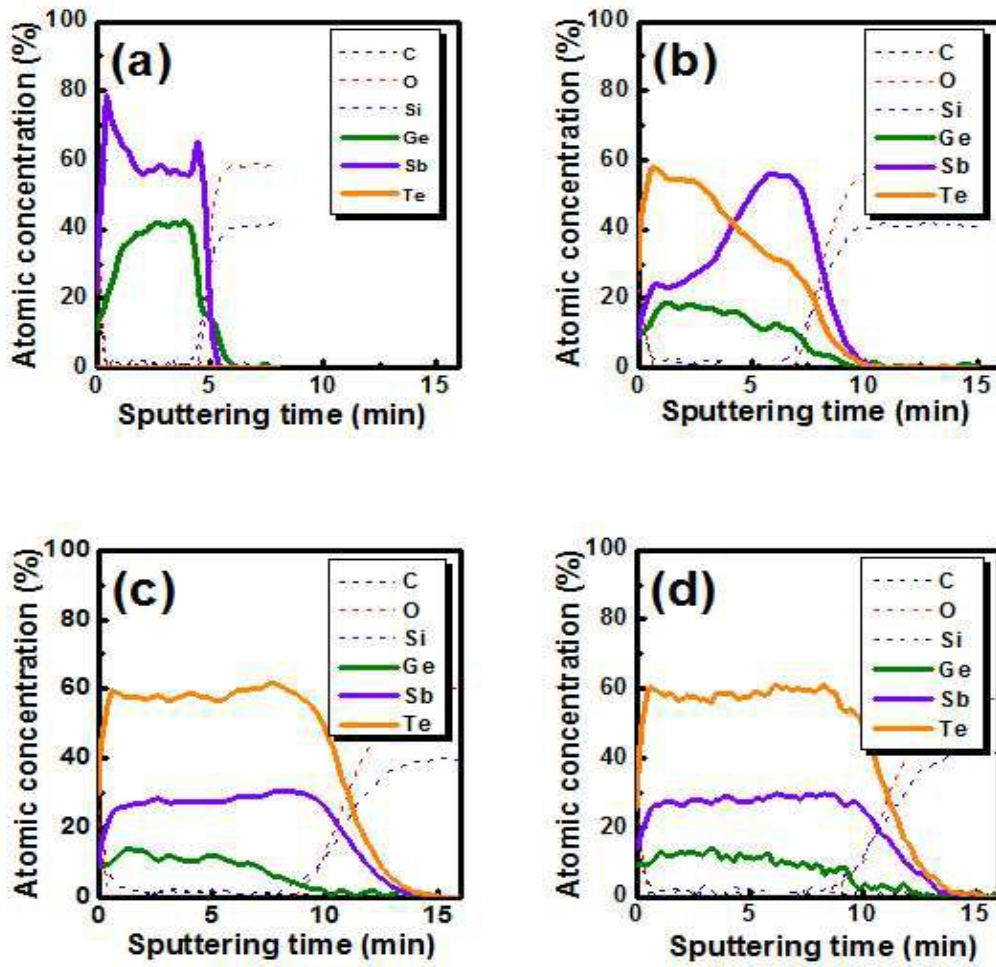 100
80
60
40
20
0
Atomic concentration (%)
(a)
C
O
Si
Ge
Sb
Te
0 5 10 15
Sputtering time (min)
100
80
60
40
20
0
Atomic concentration (%)
(b)
C
O
Si
Ge
Sb
Te
0 5 10 15
Sputtering time (min)
100
80
60
40
20
0
Atomic concentration (%)
(c)
C
O
Si
Ge
Sb
Te
0 5 10 15
Sputtering time (min)
100
80
60
40
20
0
Atomic concentration (%)
(d)
C
O
Si
Ge
Sb
Te
0 5 10 15
Sputtering time (min)